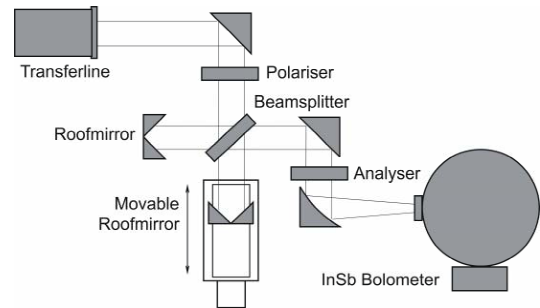 Transferline
Polariser
Beamsplitter
Roofmirror
Analyser
Movable
Roofmirror
InSb Bolometer